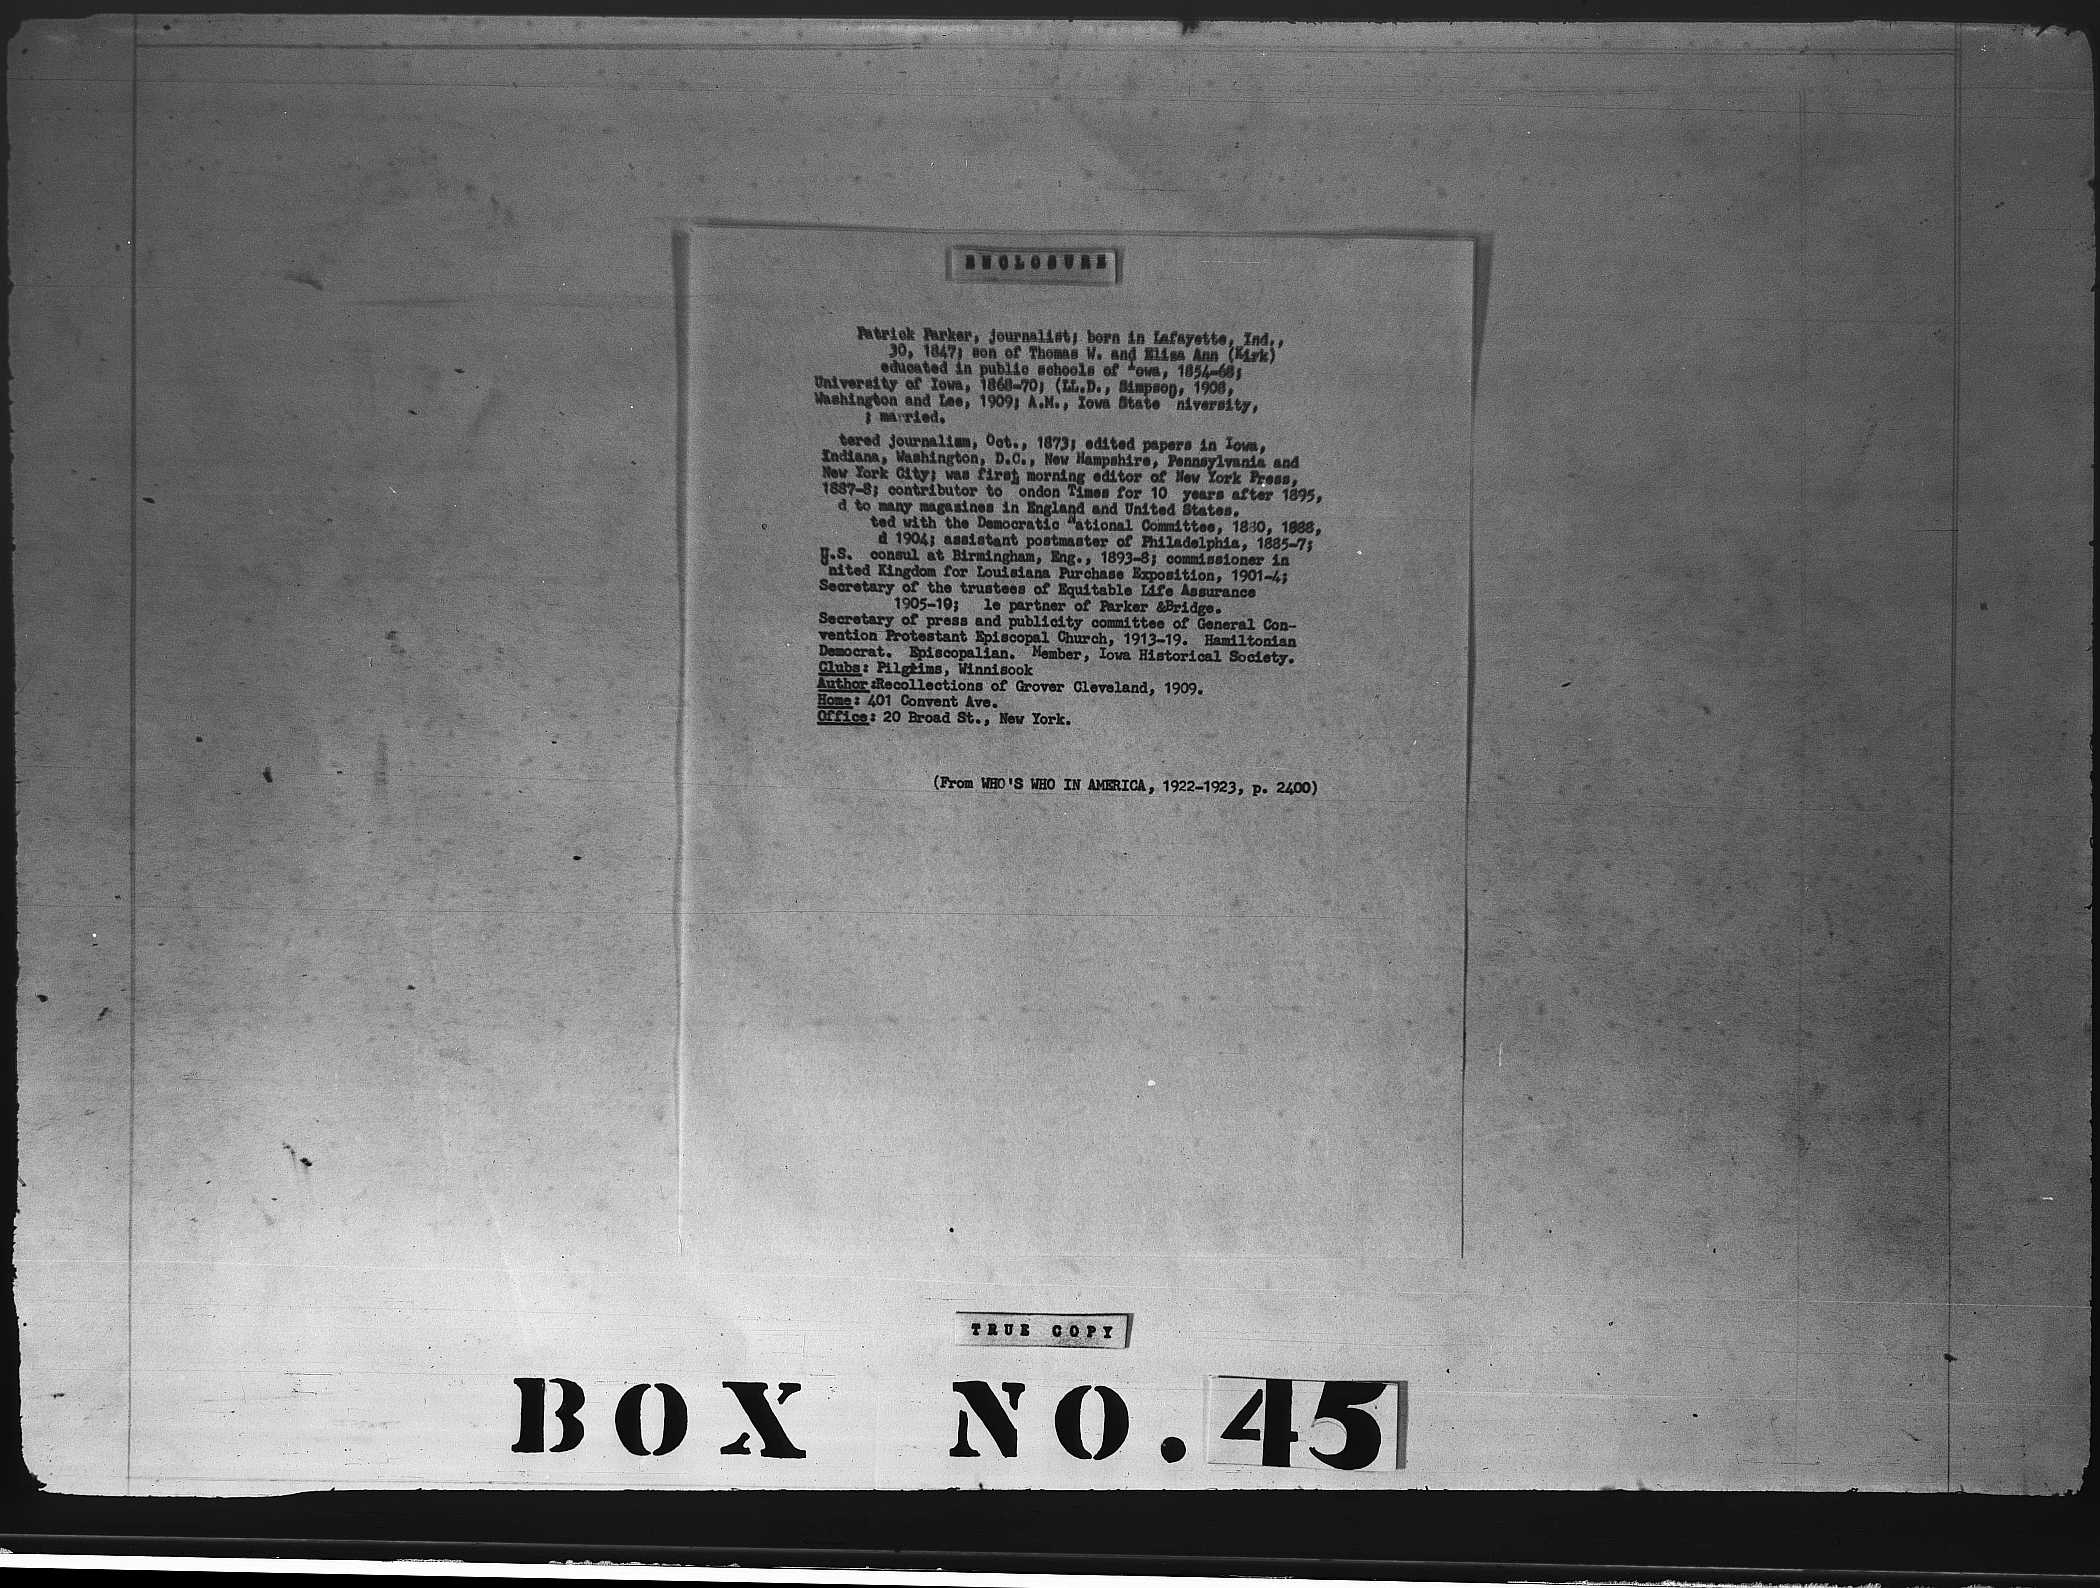 ENCLOSURE
Patrick Parker, journalist; born in Lafayette, Ind.,
30, 1847; son of Thomas W. and Eliza Ann (Kirk)
educated in public schools of Iowa, 1854-68;
University of Iowa, 1868-70; (LL.D., Simpson, 1908,
Washington and Lee, 1909; A.M., Iowa State niversity,
; married.
tered journalism, Oct., 1873; edited papers in Iowa,
Indiana, Washington, D.C., New Hampshire, Pennsylvania and
New York City; was first morning editor of New York Press,
1887-8; contributor to ondon Times for 10 years after 1895,
d to many magazines in England and United States.
ted with the Democratic National Committee, 1880, 1888,
d 1904; assistant postmaster of Philadelphia, 1885-7;
U.S. consul at Birmingham, Eng., 1893-8; commissioner in
United Kingdom for Louisiana Purchase Exposition, 1901-4;
Secretary of the trustees of Equitable Life Assurance
1905-10; le partner of Parker &Bridge.
Secretary of press and publicity committee of General Con-
vention Protestant Episcopal Church, 1913-19. Hamiltonian
Democrat. Episcopalian. Member, Iowa Historical Society.
Clubs: Pilgrims, Winnisook
Author:Recollections of Grover Cleveland, 1909.
Home: 401 Convent Ave.
Office: 20 Broad St., New York.
(From WHO'S WHO IN AMERICA, 1922-1923, p. 2400)
TRUE COPY
BOX NO. 45